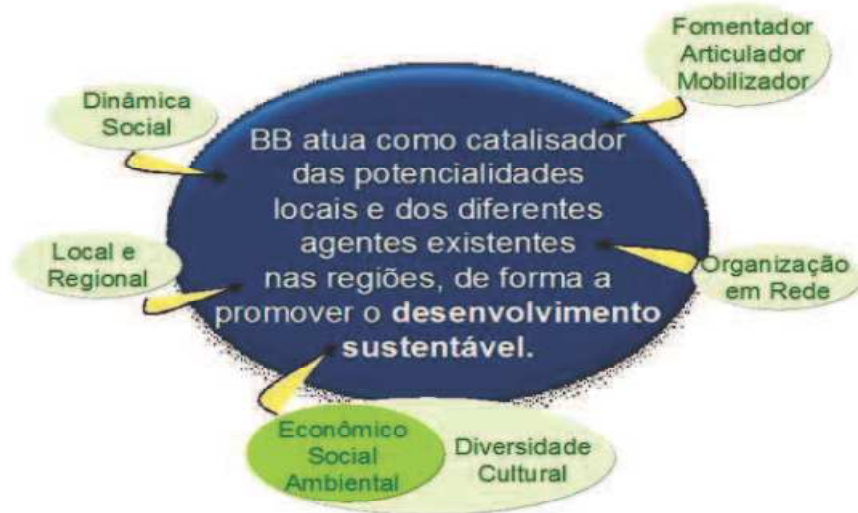 Fomentador
Articulador
Mobilizador
Dinâmica
Social
BB atua como catalisador
das potencialidades
locais e dos diferentes
agentes existentes
nas regiões, de forma a
promover o desenvolvimento
sustentável.
Local e
Regional
Organização
em Rede
Econômico
Social
Ambiental
Diversidade
Cultural